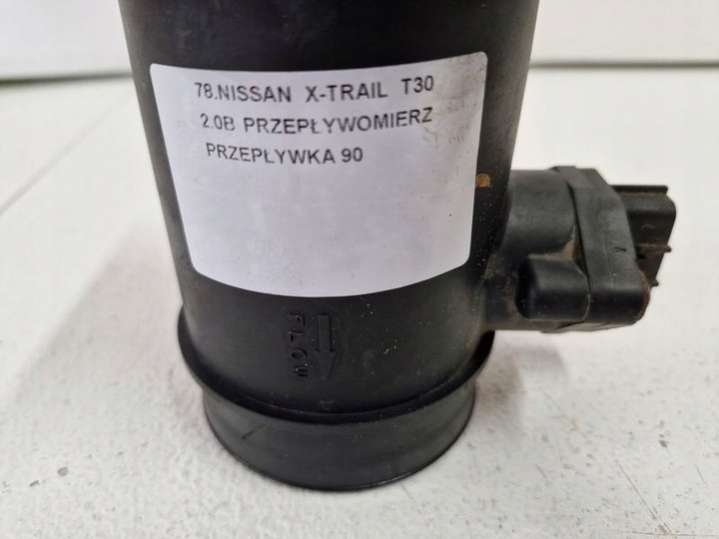 78.NISSAN X-TRAIL T30
2.0B PRZEPŁYWOMIERZ
PRZEPŁYWKA 90
FLOW